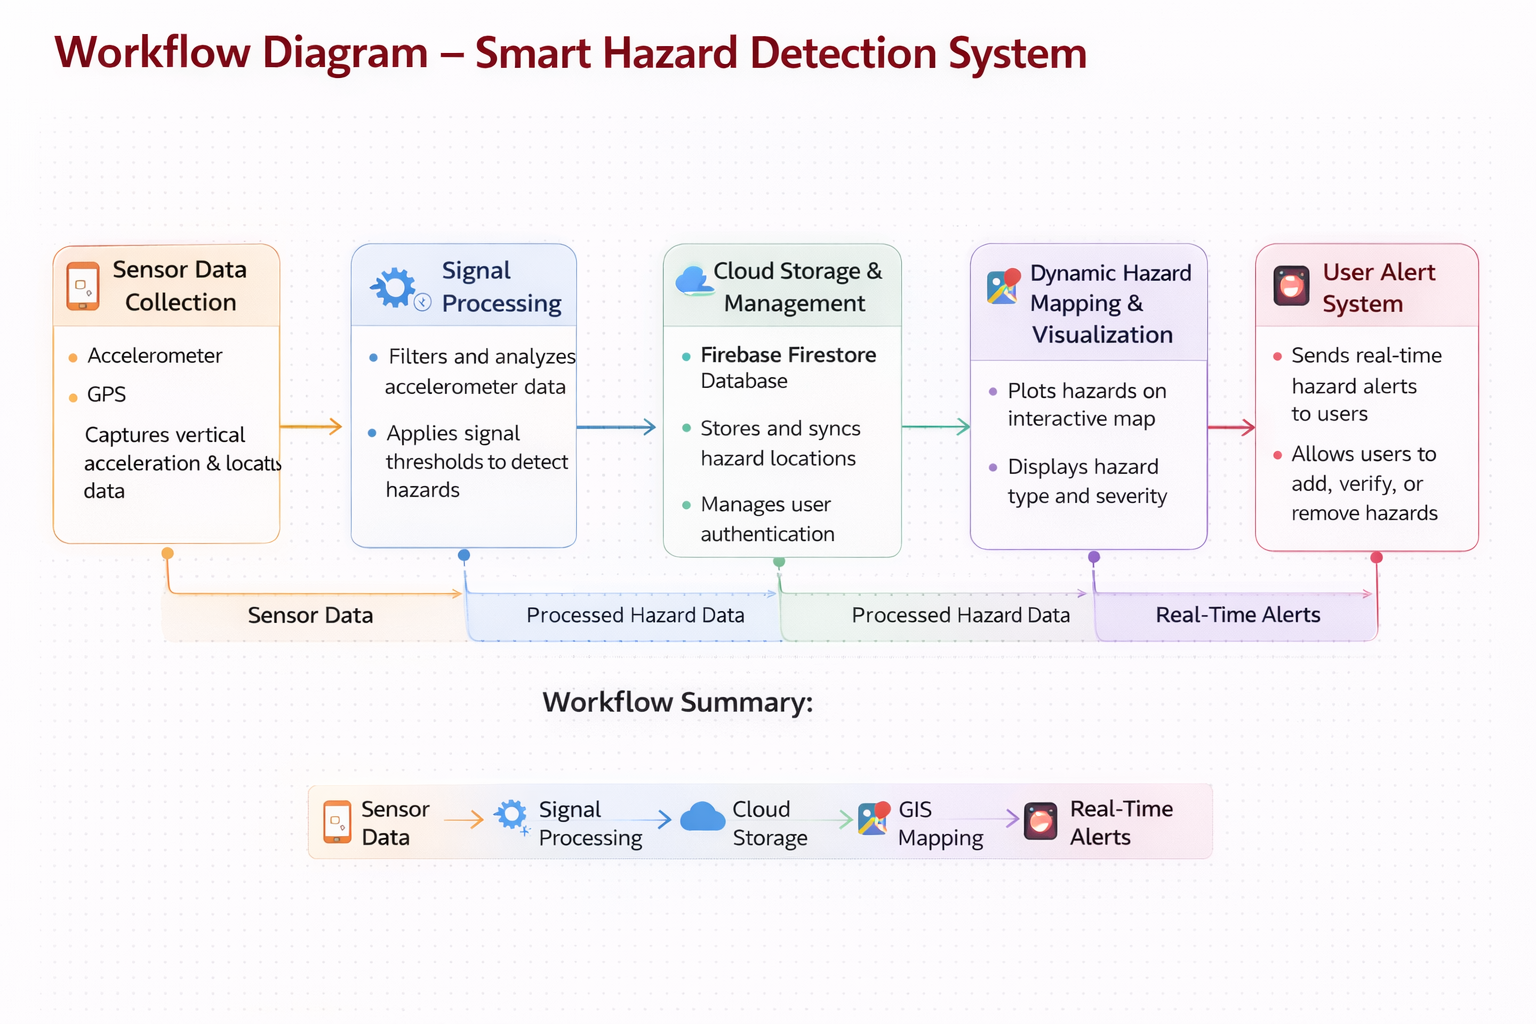 Workflow Diagram – Smart Hazard Detection System
Sensor Data
Collection
Accelerometer
GPS
Captures vertical
acceleration &
data
Signal
Processing
Filters and analyzes
accelerometer data
Applies signal
thresholds to detect
hazards
Cloud Storage &
Management
Firebase Firestore
Database
Stores and syncs
hazard locations
Manages user
authentication
Dynamic Hazard
Mapping &
Visualization
Plots hazards on
interactive map
Displays hazard
type and severity
User Alert
System
Sends real-time
hazard alerts
to users
Allows users to
add, verify, or
remove hazards
Sensor Data
Processed Hazard Data
Processed Hazard Data
Real-Time Alerts
Workflow Summary:
Sensor
Data
Signal
Processing
Cloud
Storage
GIS
Mapping
Real-Time
Alerts